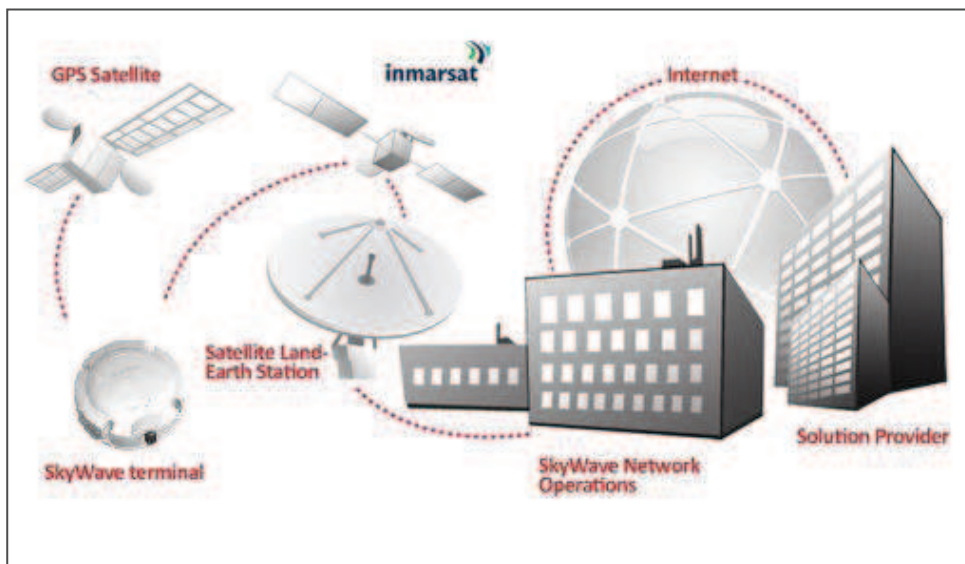 GPS Satellite
inmarsat
Internet
Satellite Land-
Earth Station
SkyWave terminal
SkyWave Network
Operations
Solution Provider